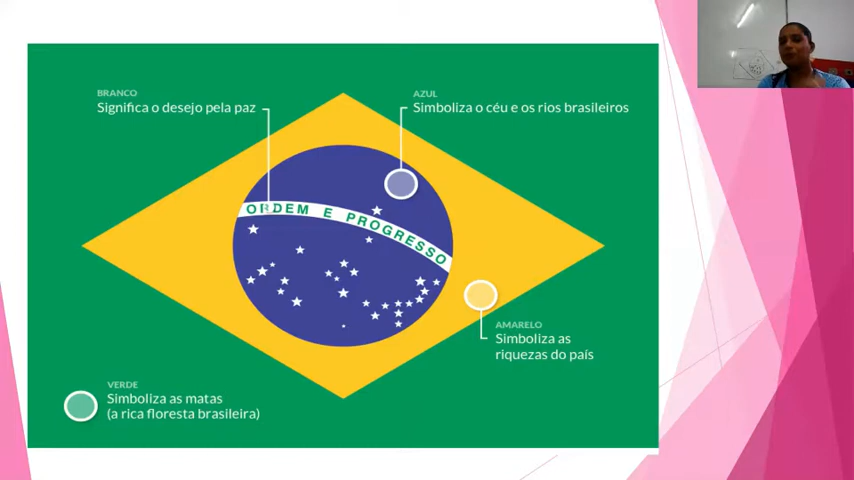 BRANCO
Significa o desejo pela paz
AZUL
Simboliza o céu e os rios brasileiros
ORDEM E PROGRESSO
AMARELO
Simboliza as
riquezas do país
VERDE
Simboliza as matas
(a rica floresta brasileira)